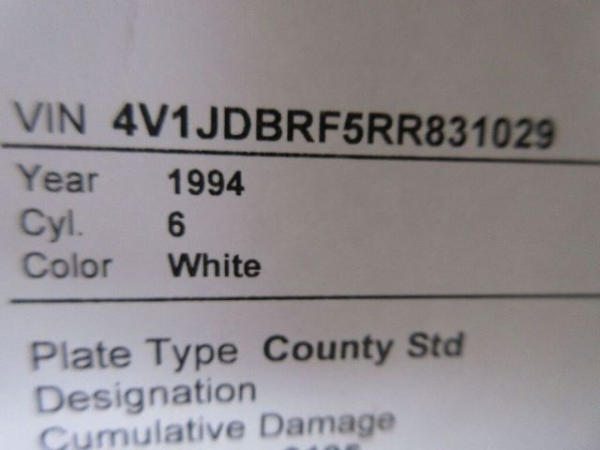 VIN 4V1JDBRF5RR831029
Year 1994
Cyl. 6
Color White
Plate Type County Std
Designation
Cumulative Damage